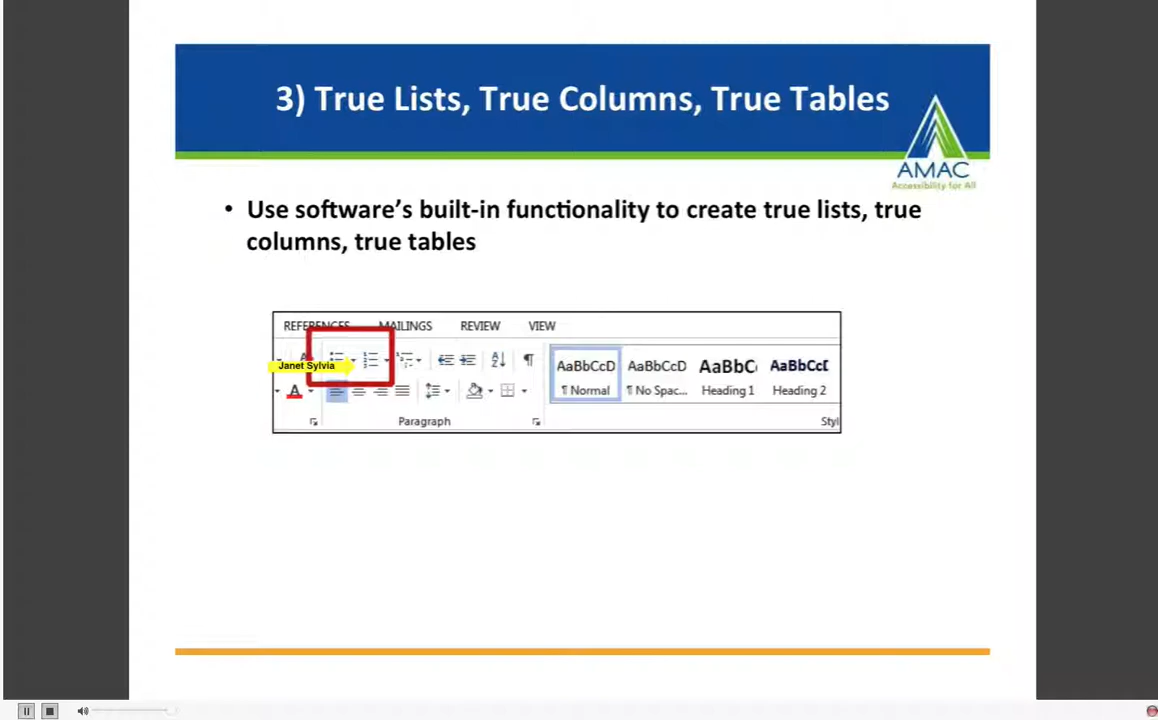 3) True Lists, True Columns, True Tables
AMAC
Accessibility for All
• Use software's built-in functionality to create true lists, true
columns, true tables
REFERENCES MAILINGS REVIEW VIEW
Janet Sylvia
AaBbCcD AaBbCcD AaBbC AaBbCcD
¶ Normal ¶ No Spac... Heading 1 Heading 2
Paragraph
Styl